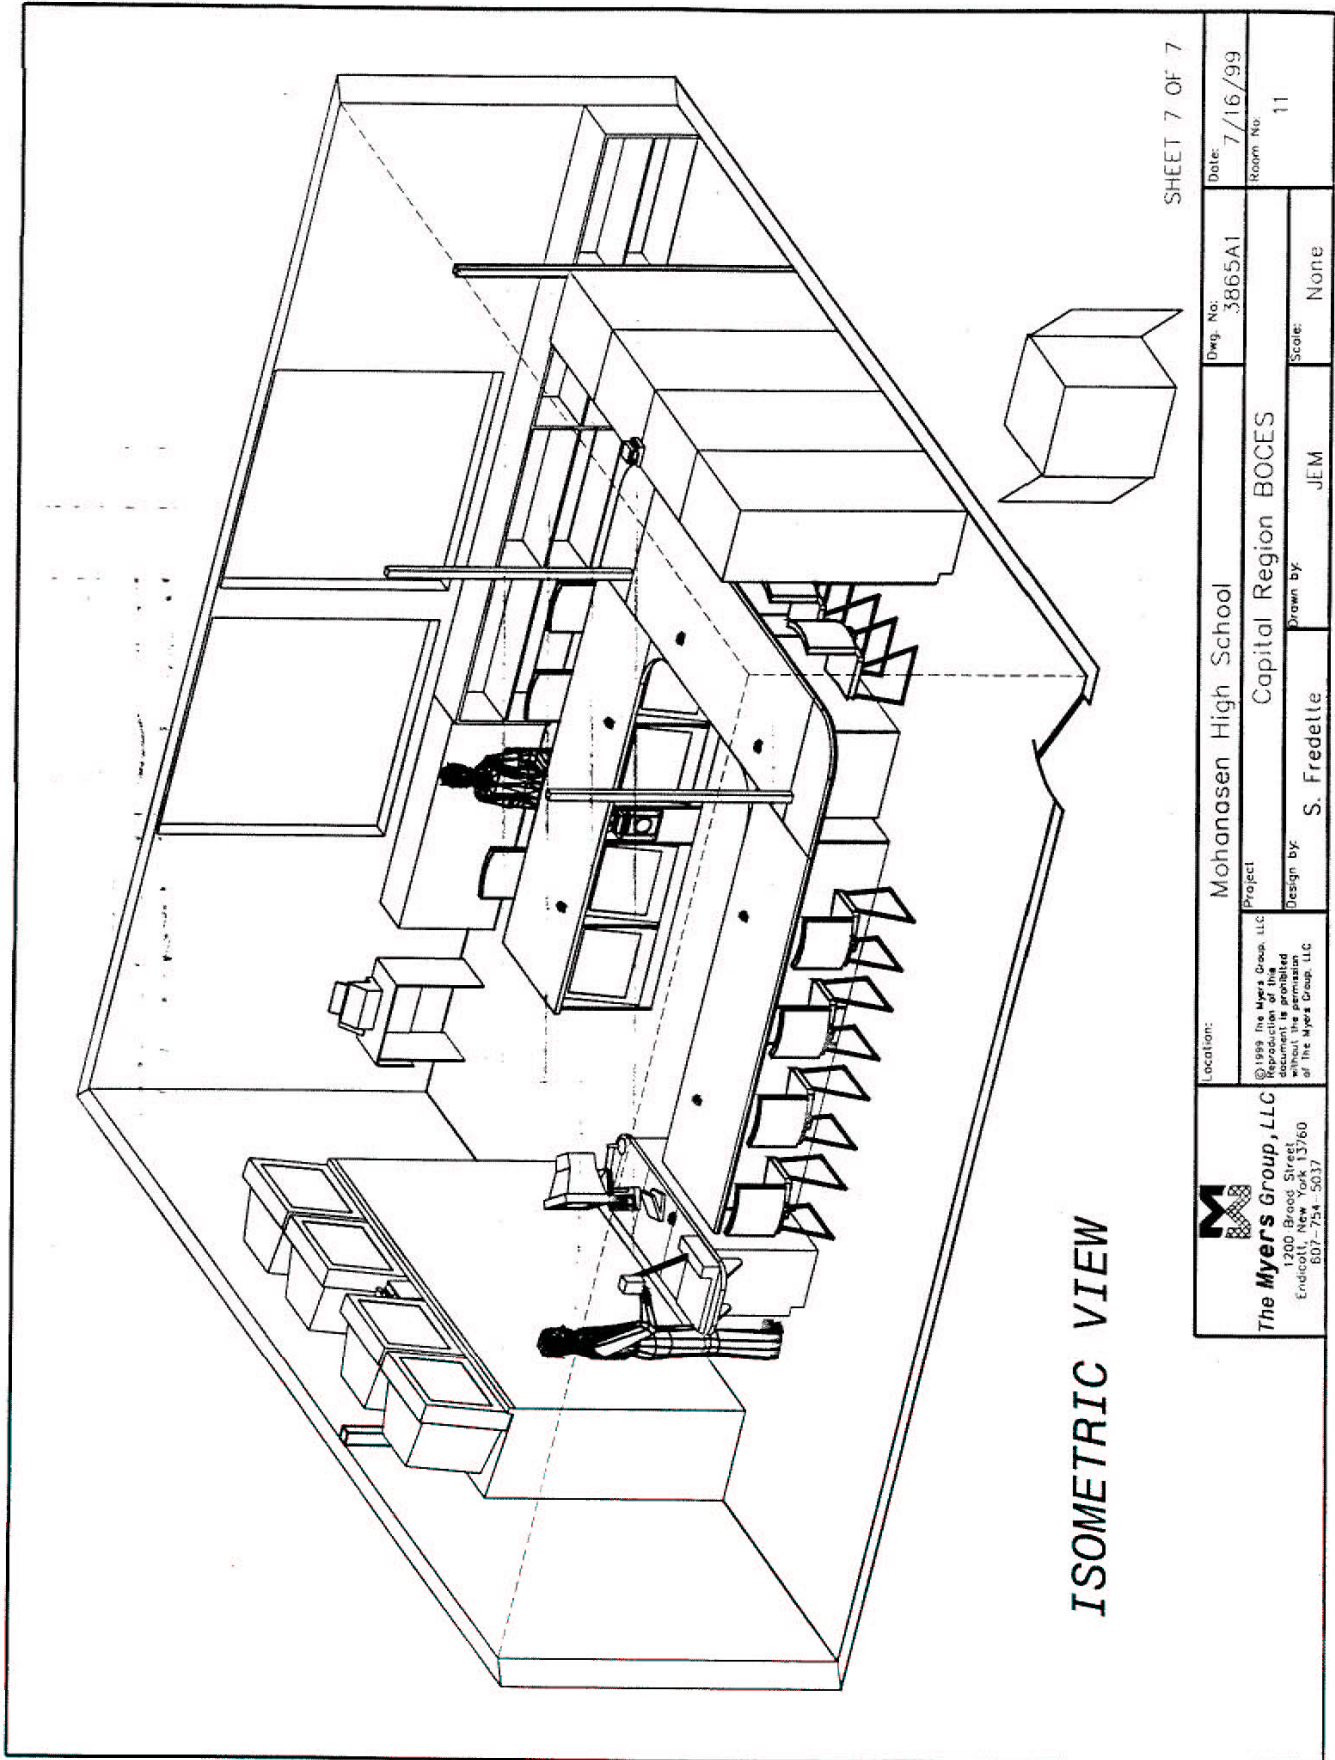 ISOMETRIC VIEW
SHEET 7 OF 7
The Myers Group, LLC
1200 Broad Street
Endicott, New York 13760
607-754-5037
Location:
Mohanasen High School
Dwg. No:
3865A1
Date:
7/16/99
©1999 The Myers Group, LLC
Reproduction of this
document is prohibited
without the permission
of The Myers Group, LLC
Project
Capital Region BOCES
Room No:
11
Design by:
S. Fredette
Drawn by:
JEM
Scale:
None